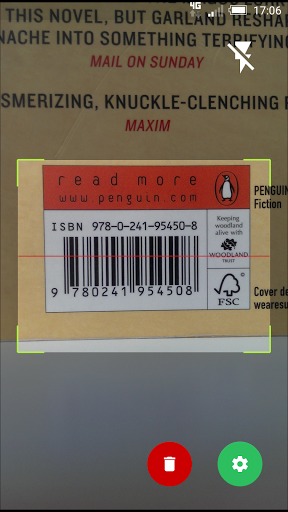 4G 17:06
THIS NOVEL, BUT GARLAND RESHA
NACHE INTO SOMETHING TERRIFYING
MAIL ON SUNDAY
SMERIZING, KNUCKLE-CLENCHING
MAXIM
read more
www.penguin.com
PENGUIN
Fiction
ISBN 978-0-241-95450-8
Keeping
woodland
alive with
WOODLAND
TRUST
9 780241 954508
FSC
Cover de
wearesu